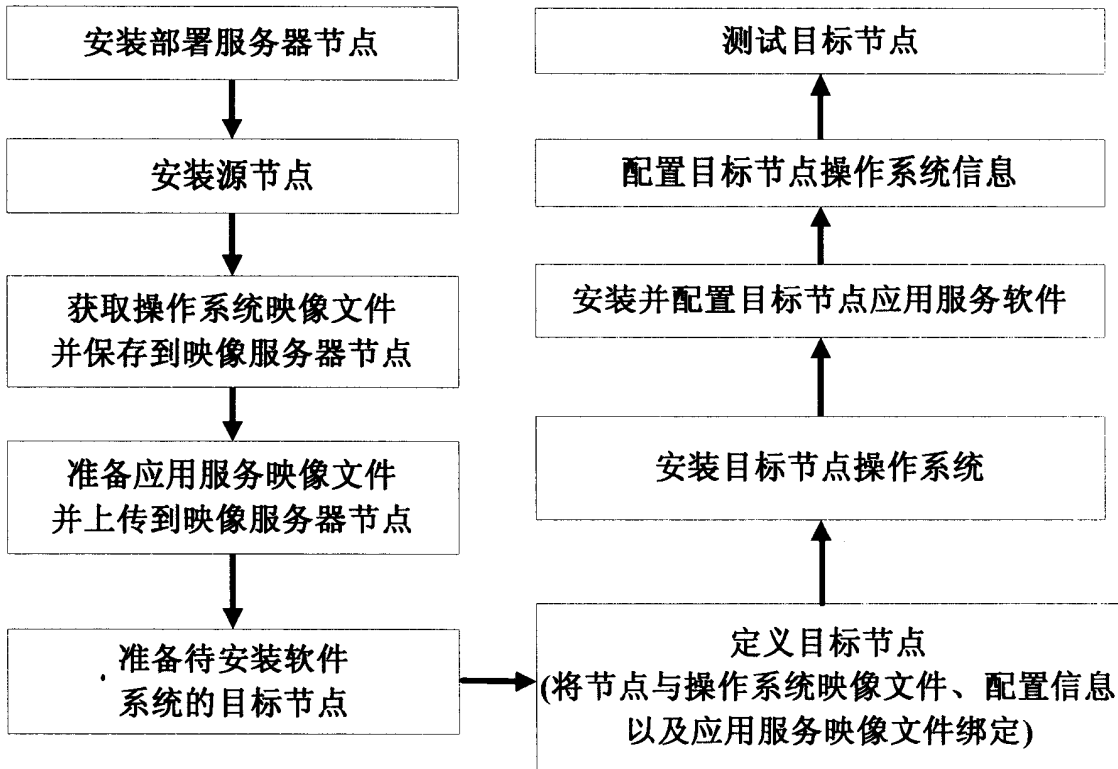 安装部署服务器节点
安装源节点
获取操作系统映像文件
并保存到映像服务器节点
准备应用服务映像文件
并上传到映像服务器节点
准备待安装软件
系统的目标节点
定义目标节点
(将节点与操作系统映像文件、配置信息
以及应用服务映像文件绑定)
安装目标节点操作系统
安装并配置目标节点应用服务软件
配置目标节点操作系统信息
测试目标节点